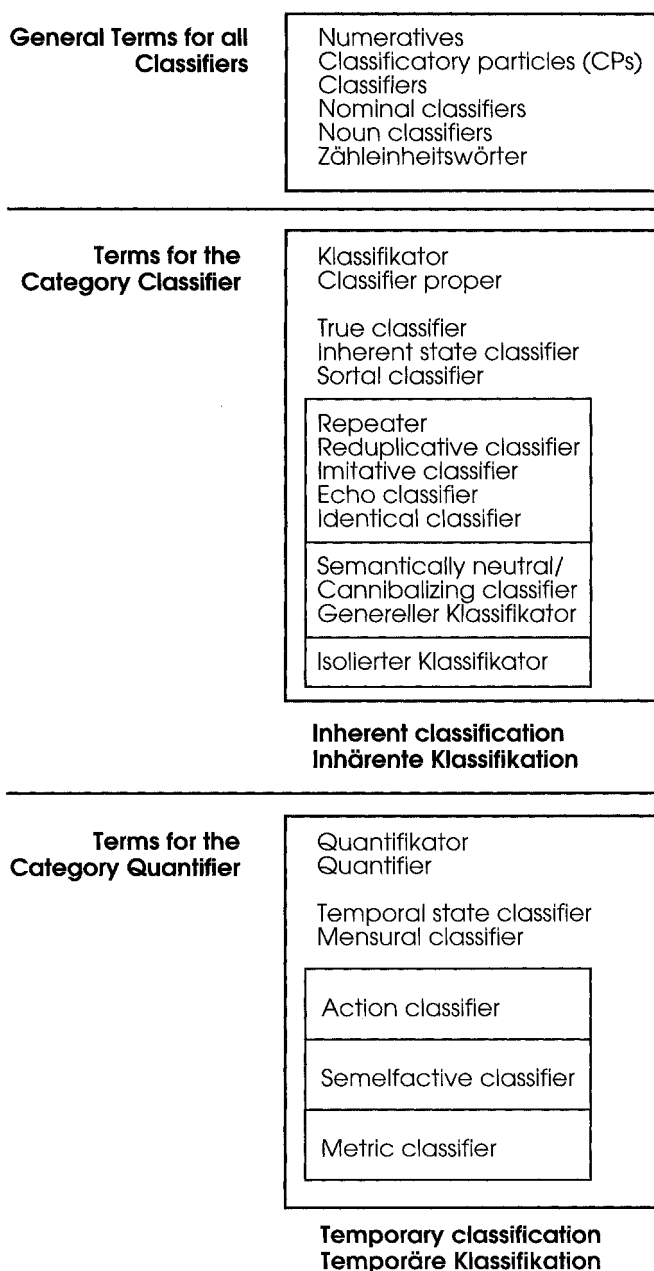 General Terms for all
Classifiers
Numeratives
Classificatory particles (CPs)
Classifiers
Nominal classifiers
Noun classifiers
Zähleinheitswörter
Terms for the
Category Classifier
Klassifikator
Classifier proper
True classifier
Inherent state classifier
Sortal classifier
Repeater
Reduplicative classifier
Imitative classifier
Echo classifier
Identical classifier
Semantically neutral/
Cannibalizing classifier
Genereller Klassifikator
Isolierter Klassifikator
Inherent classification
Inhärente Klassifikation
Terms for the
Category Quantifier
Quantifikator
Quantifier
Temporal state classifier
Mensural classifier
Action classifier
Semelfactive classifier
Metric classifier
Temporary classification
Temporäre Klassifikation